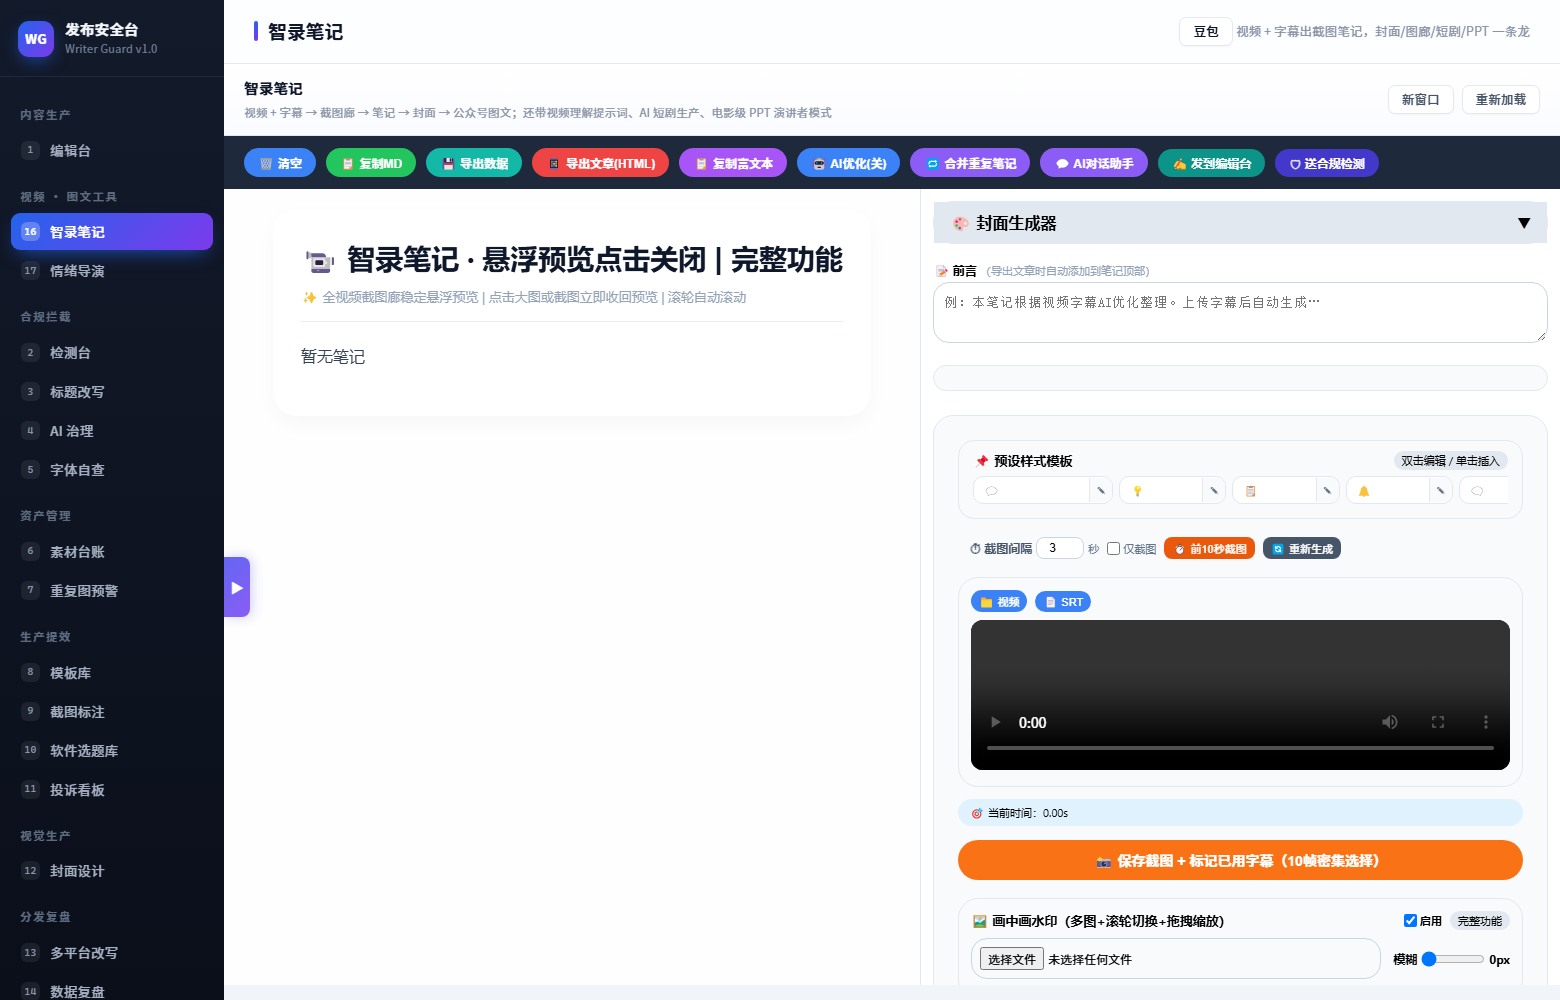 WG
发布安全台
Writer Guard v1.0
内容生产
1 编辑台
视频 · 图文工具
16 智录笔记
17 情绪导演
合规拦截
2 检测台
3 标题改写
4 AI 治理
5 字体自查
资产管理
6 素材台账
7 重复图预警
生产提效
8 模板库
9 截图标注
10 软件选题库
11 投诉看板
视觉生产
12 封面设计
分发复盘
13 多平台改写
14 数据复盘
智录笔记
豆包 视频 + 字幕出截图笔记，封面/图廊/短剧/PPT 一条龙
智录笔记
视频 + 字幕 → 截图廊 → 笔记 → 封面 → 公众号图文；还带视频理解提示词、AI 短剧生产、电影级 PPT 演讲者模式
新窗口 重新加载
清空 复制MD 导出数据 导出文章(HTML) 复制富文本 AI优化(关) 合并重复笔记 AI对话助手 发到编辑台 送合规检测
智录笔记 · 悬浮预览点击关闭 | 完整功能
全视频截图廊稳定悬浮预览 | 点击大图或截图立即收回预览 | 滚轮自动滚动
暂无笔记
封面生成器
前言 （导出文章时自动添加到笔记顶部）
例：本笔记根据视频字幕AI优化整理。上传字幕后自动生成…
预设样式模板
双击编辑 / 单击插入
截图间隔 3 秒 仅截图 前10秒截图 重新生成
视频 SRT
0:00
当前时间：0.00s
保存截图 + 标记已用字幕（10帧密集选择）
画中画水印（多图+滚轮切换+拖拽缩放） 启用 完整功能
选择文件 未选择任何文件 模糊 0px